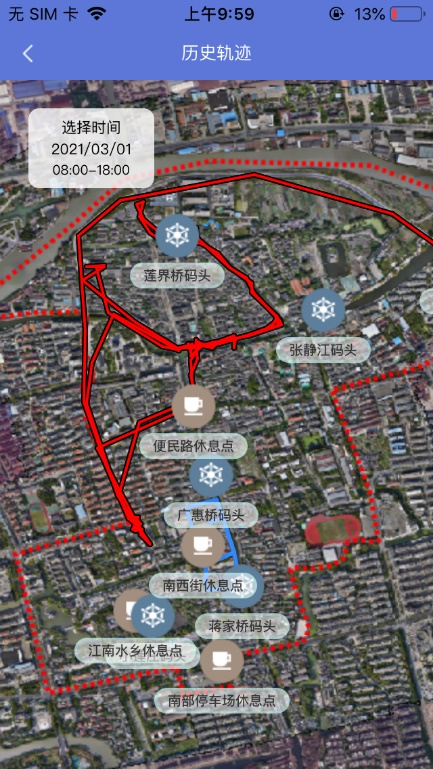 无 SIM 卡
上午9:59
13%
历史轨迹
选择时间
2021/03/01
08:00-18:00
莲界桥码头
张静江码头
便民路休息点
广惠桥码头
南西街休息点
蒋家桥码头
江南水乡休息点
南部停车场休息点